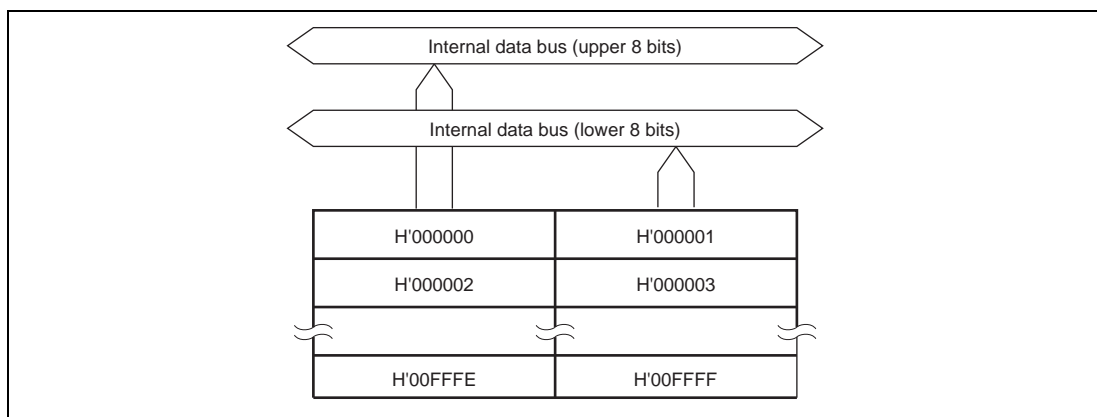 Internal data bus (upper 8 bits)
Internal data bus (lower 8 bits)
H'000000 H'000001
H'000002 H'000003
H'00FFFE H'00FFFF